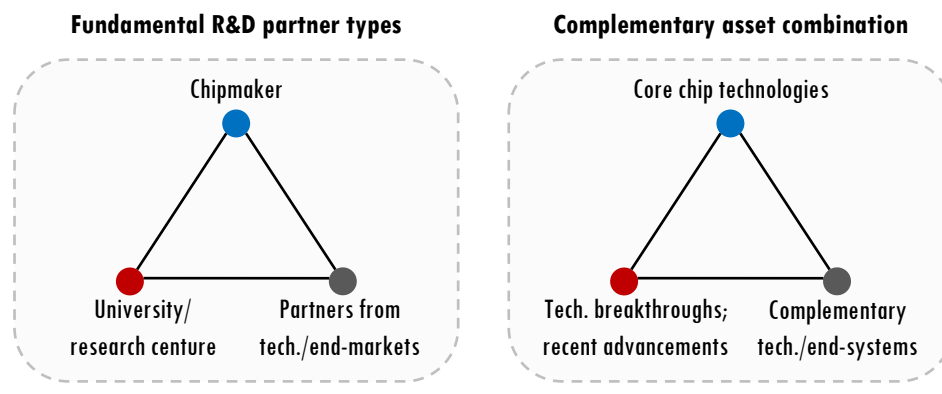 Fundamental R&D partner types
Chipmaker
University/
research centure
Partners from
tech./end-markets
Complementary asset combination
Core chip technologies
Tech. breakthroughs;
recent advancements
Complementary
tech./end-systems